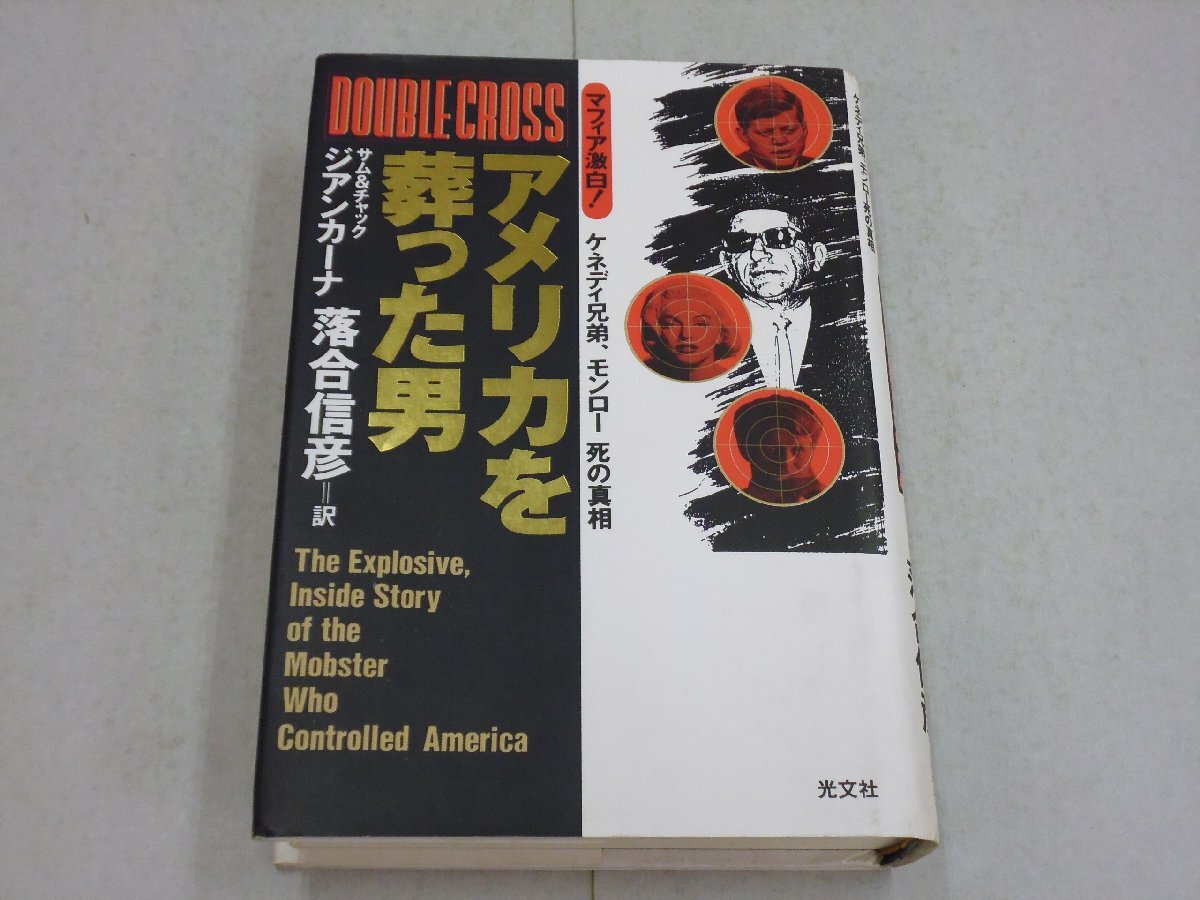 DOUBLE CROSS
アメリカを
葬った男
サム&チャック
ジアンカーナ
落合信彦=訳
The Explosive,
Inside Story
of the
Mobster
Who
Controlled America
マフィア激白!
ケネディ兄弟、モンロー 死の真相
光文社